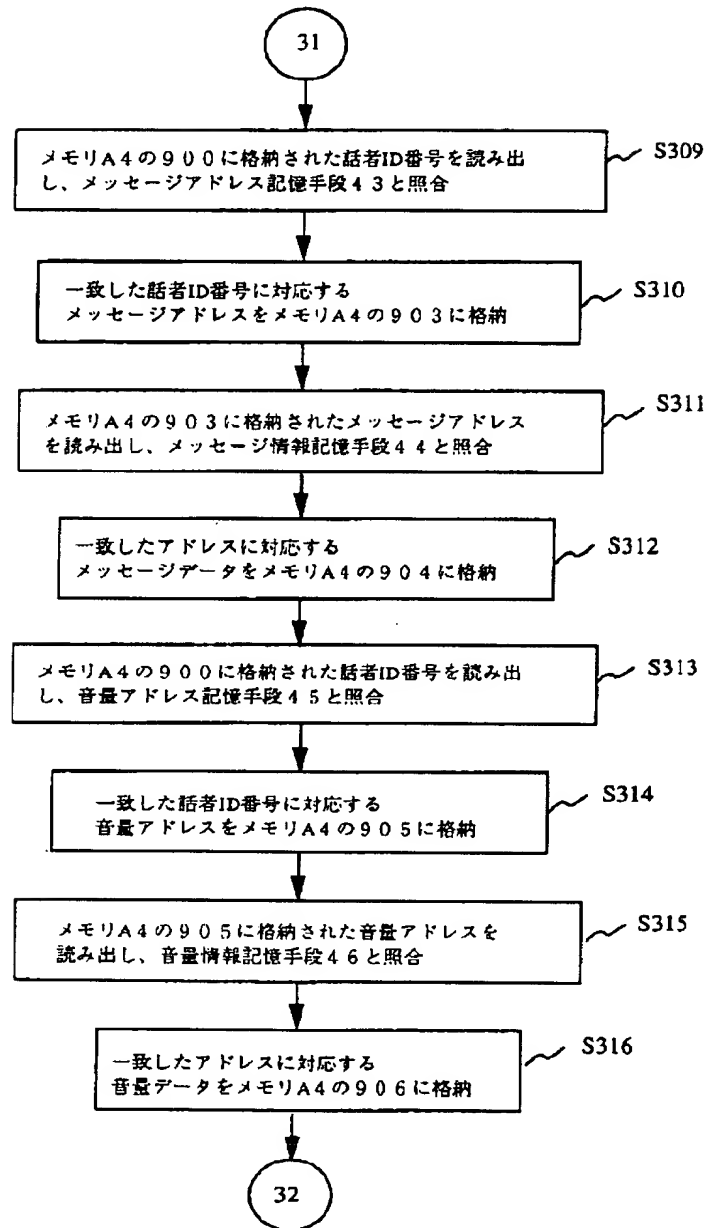 31
メモリA4の900に格納された話者ID番号を読み出
し、メッセージアドレス記憶手段43と照合
S309
一致した話者ID番号に対応する
メッセージアドレスをメモリA4の903に格納
S310
メモリA4の903に格納されたメッセージアドレス
を読み出し、メッセージ情報記憶手段44と照合
S311
一致したアドレスに対応する
メッセージデータをメモリA4の904に格納
S312
メモリA4の900に格納された話者ID番号を読み出
し、音量アドレス記憶手段45と照合
S313
一致した話者ID番号に対応する
音量アドレスをメモリA4の905に格納
S314
メモリA4の905に格納された音量アドレスを
読み出し、音量情報記憶手段46と照合
S315
一致したアドレスに対応する
音量データをメモリA4の906に格納
S316
32